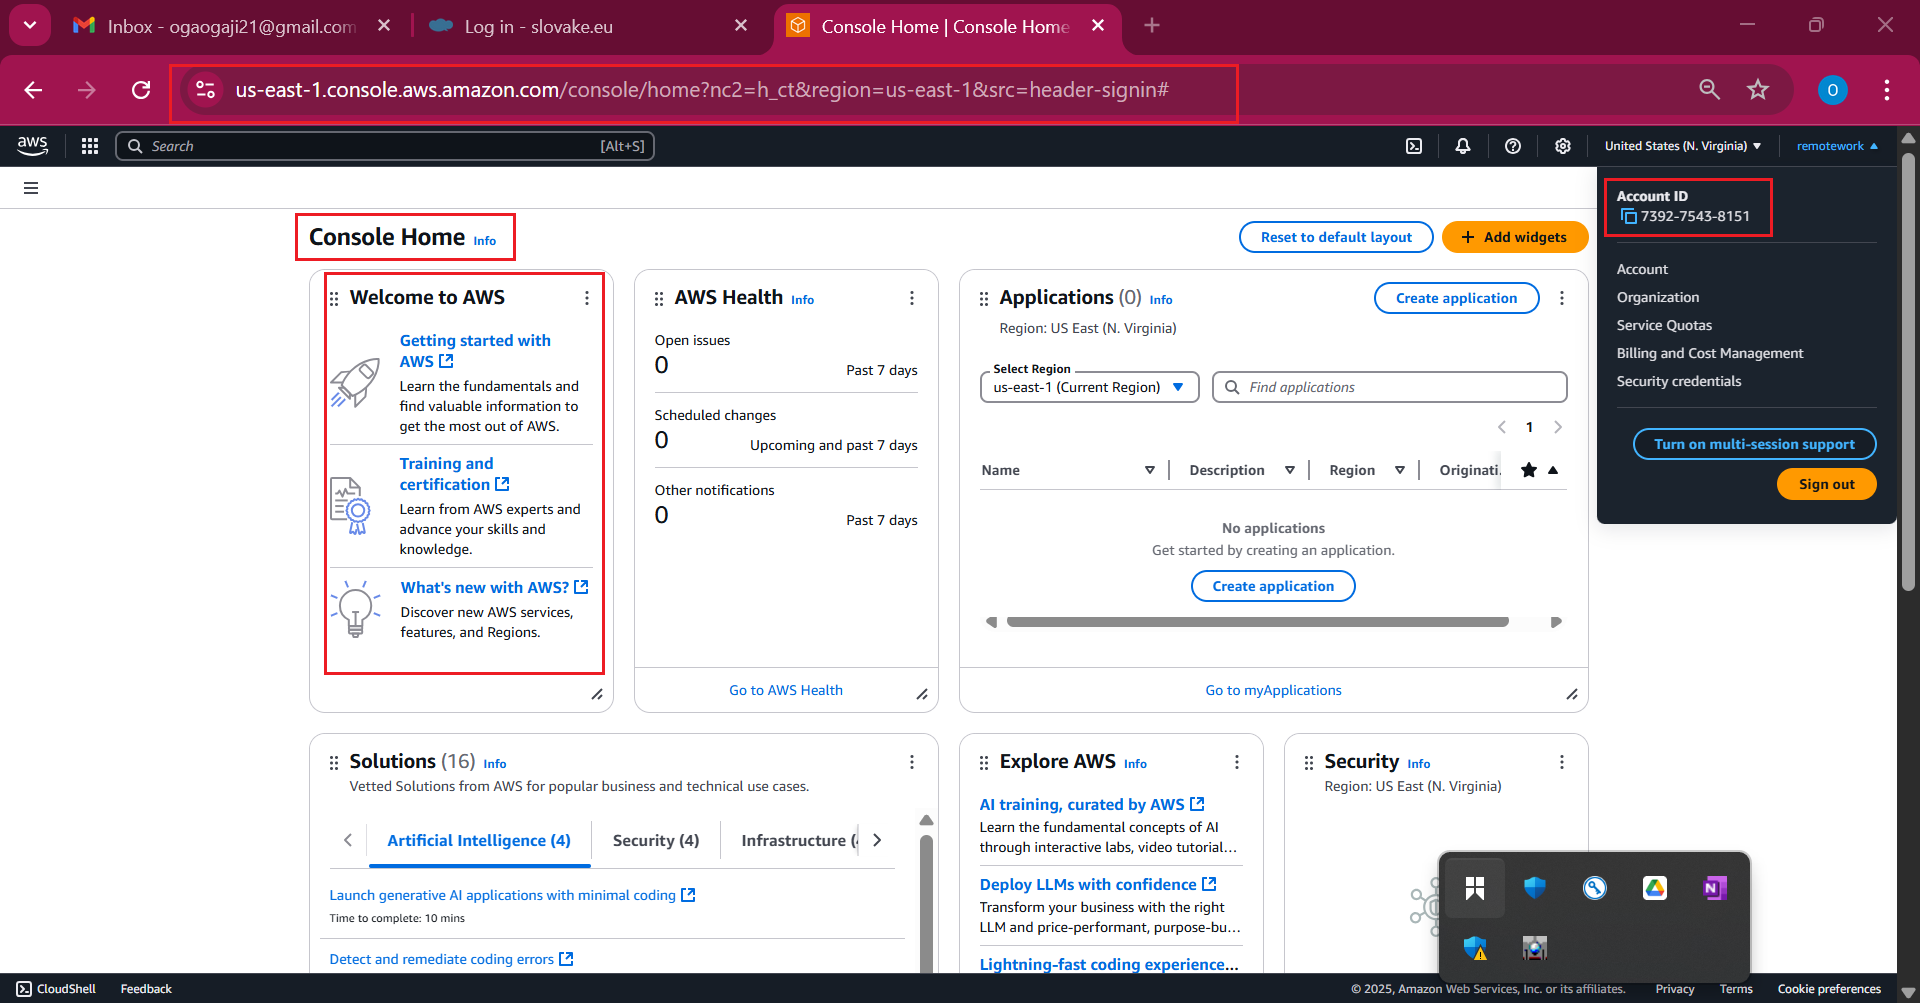 Inbox - ogaogaji21@gmail.com
Log in - slovake.eu
Console Home | Console Home
us-east-1.console.aws.amazon.com/console/home?nc2=h_ct&region=us-east-1&src=header-signin#
O
aws
Search
[Alt+S]
United States (N. Virginia)
remotework
Account ID
7392-7543-8151
Account
Organization
Service Quotas
Billing and Cost Management
Security credentials
Turn on multi-session support
Sign out
Console Home Info
Reset to default layout
Add widgets
Welcome to AWS
Getting started with
AWS
Learn the fundamentals and
find valuable information to
get the most out of AWS.
Training and
certification
Learn from AWS experts and
advance your skills and
knowledge.
What's new with AWS?
Discover new AWS services,
features, and Regions.
AWS Health Info
Open issues
0
Past 7 days
Scheduled changes
0
Upcoming and past 7 days
Other notifications
0
Past 7 days
Go to AWS Health
Applications (0) Info
Region: US East (N. Virginia)
Create application
Select Region
us-east-1 (Current Region)
Find applications
1
Name
Description
Region
Originati.
No applications
Get started by creating an application.
Create application
Go to myApplications
Solutions (16) Info
Vetted Solutions from AWS for popular business and technical use cases.
Artificial Intelligence (4)
Security (4)
Infrastructure (
Launch generative AI applications with minimal coding
Time to complete: 10 mins
Detect and remediate coding errors
Explore AWS Info
AI training, curated by AWS
Learn the fundamental concepts of AI
through interactive labs, video tutorial...
Deploy LLMs with confidence
Transform your business with the right
LLM and price-performant, purpose-bu...
Lightning-fast coding experience...
Security Info
Region: US East (N. Virginia)
N
CloudShell
Feedback
© 2025, Amazon Web Services, Inc. or its affiliates.
Privacy
Terms
Cookie preferences